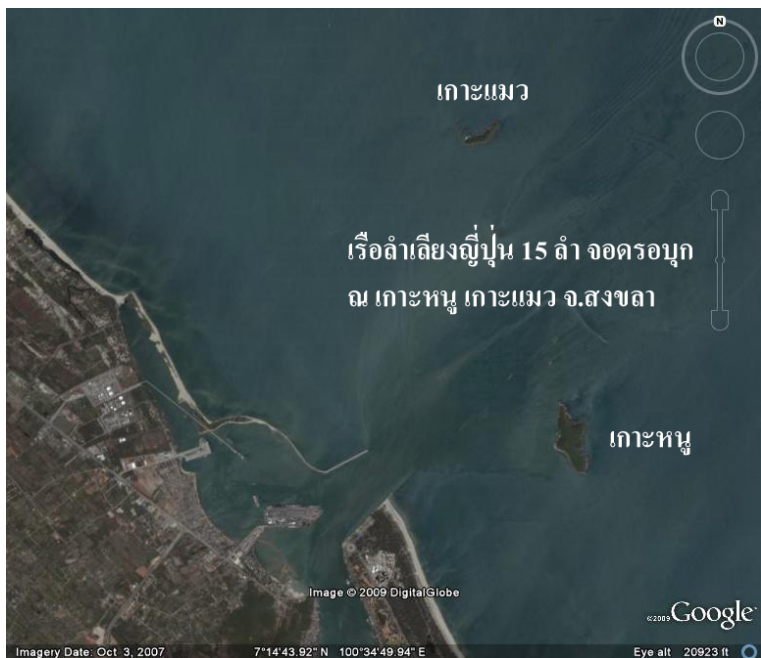 N
เกาะแมว
เรือลำเลียงญี่ปุ่น 15 ลำ จอดรอบุก
ณ เกาะหนู เกาะแมว จ.สงขลา
เกาะหนู
Image © 2009 DigitalGlobe
©2009 Google
Imagery Date: Oct 3, 2007 7°14'43.92" N 100°34'49.94" E Eye alt 20923 ft